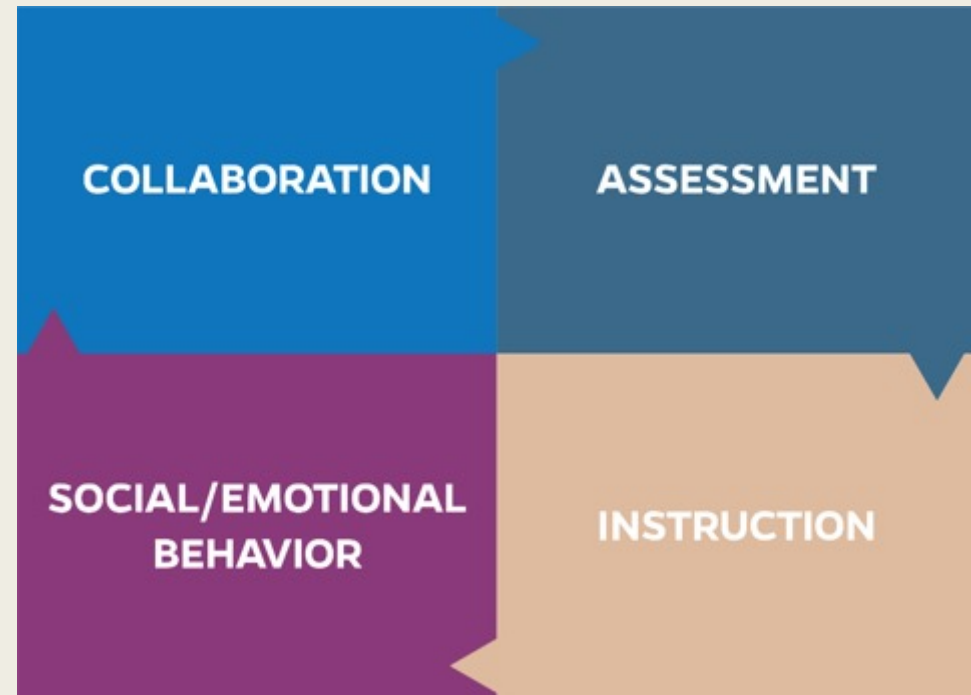 COLLABORATION
ASSESSMENT
SOCIAL/EMOTIONAL
BEHAVIOR
INSTRUCTION